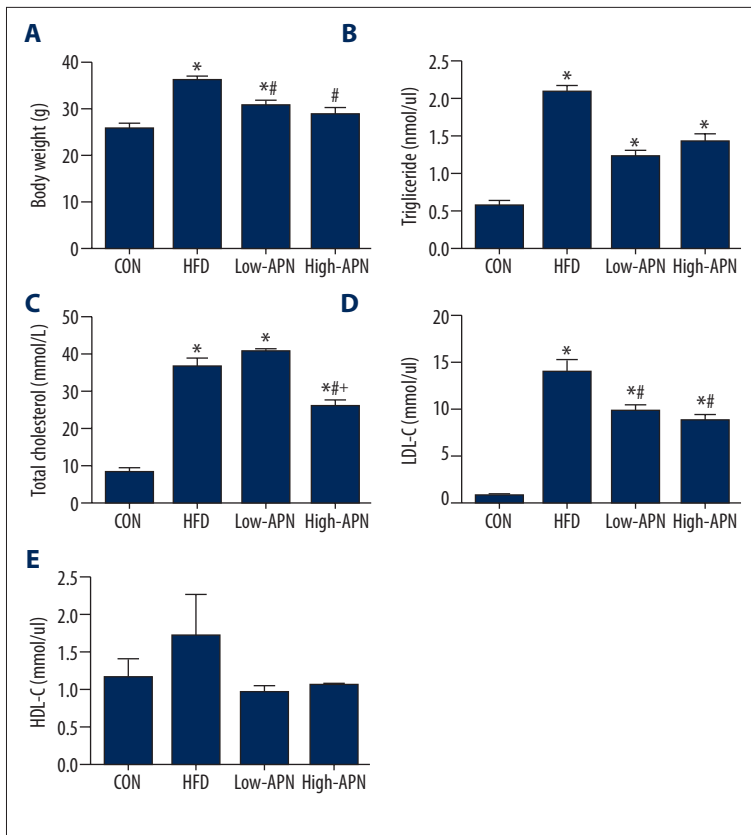 A
Body weight (g)
40
30
20
10
0
*
*#
#
CON HFD Low-APN High-APN
B
Trigliceride (nmol/ul)
2.5
2.0
1.5
1.0
0.5
0.0
*
*
*
CON HFD Low-APN High-APN
C
Total cholesterol (mmol/L)
50
40
30
20
10
0
*
*
*#+
CON HFD Low-APN High-APN
D
LDL-C (mmol/ul)
20
15
10
5
0
*
*#
*#
CON HFD Low-APN High-APN
E
HDL-C (mmol/ul)
2.5
2.0
1.5
1.0
0.5
0.0
CON HFD Low-APN High-APN